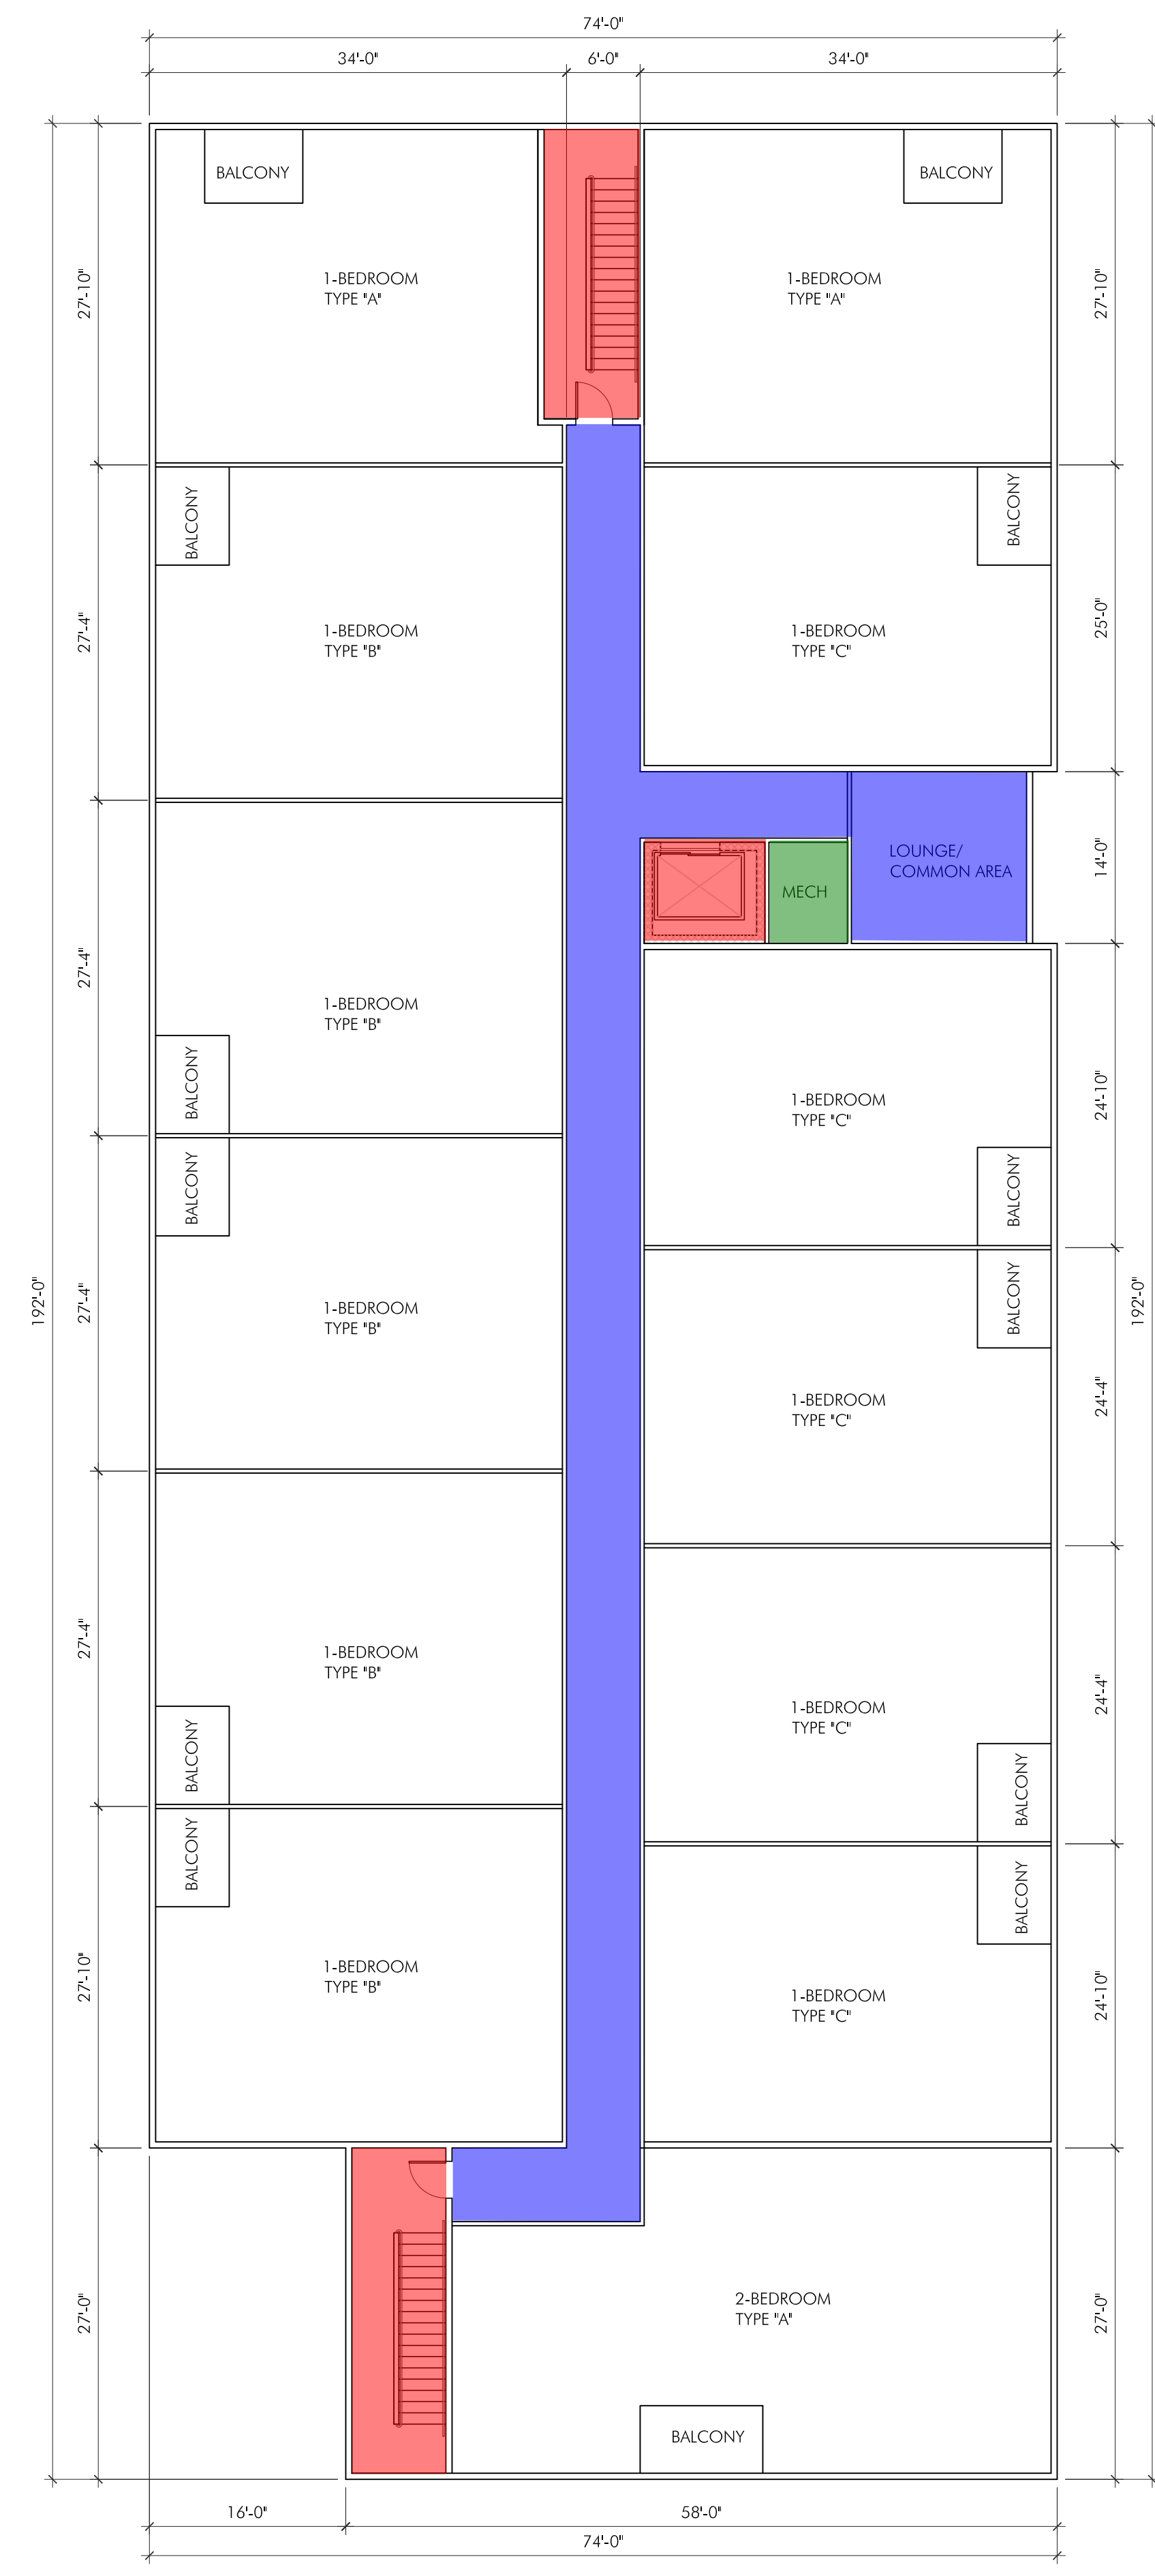 74'-0"
34'-0"
6'-0"
34'-0"
BALCONY
BALCONY
27'-10"
1-BEDROOM
TYPE "A"
1-BEDROOM
TYPE "A"
27'-10"
BALCONY
BALCONY
27'-4"
1-BEDROOM
TYPE "B"
1-BEDROOM
TYPE "C"
25'-0"
LOUNGE/
COMMON AREA
MECH
14'-0"
27'-4"
1-BEDROOM
TYPE "B"
BALCONY
1-BEDROOM
TYPE "C"
24'-10"
BALCONY
BALCONY
192'-0"
27'-4"
1-BEDROOM
TYPE "B"
BALCONY
192'-0"
1-BEDROOM
TYPE "C"
24'-4"
27'-4"
1-BEDROOM
TYPE "B"
1-BEDROOM
TYPE "C"
24'-4"
BALCONY
BALCONY
BALCONY
BALCONY
27'-10"
1-BEDROOM
TYPE "B"
1-BEDROOM
TYPE "C"
24'-10"
27'-0"
2-BEDROOM
TYPE "A"
27'-0"
BALCONY
16'-0"
58'-0"
74'-0"